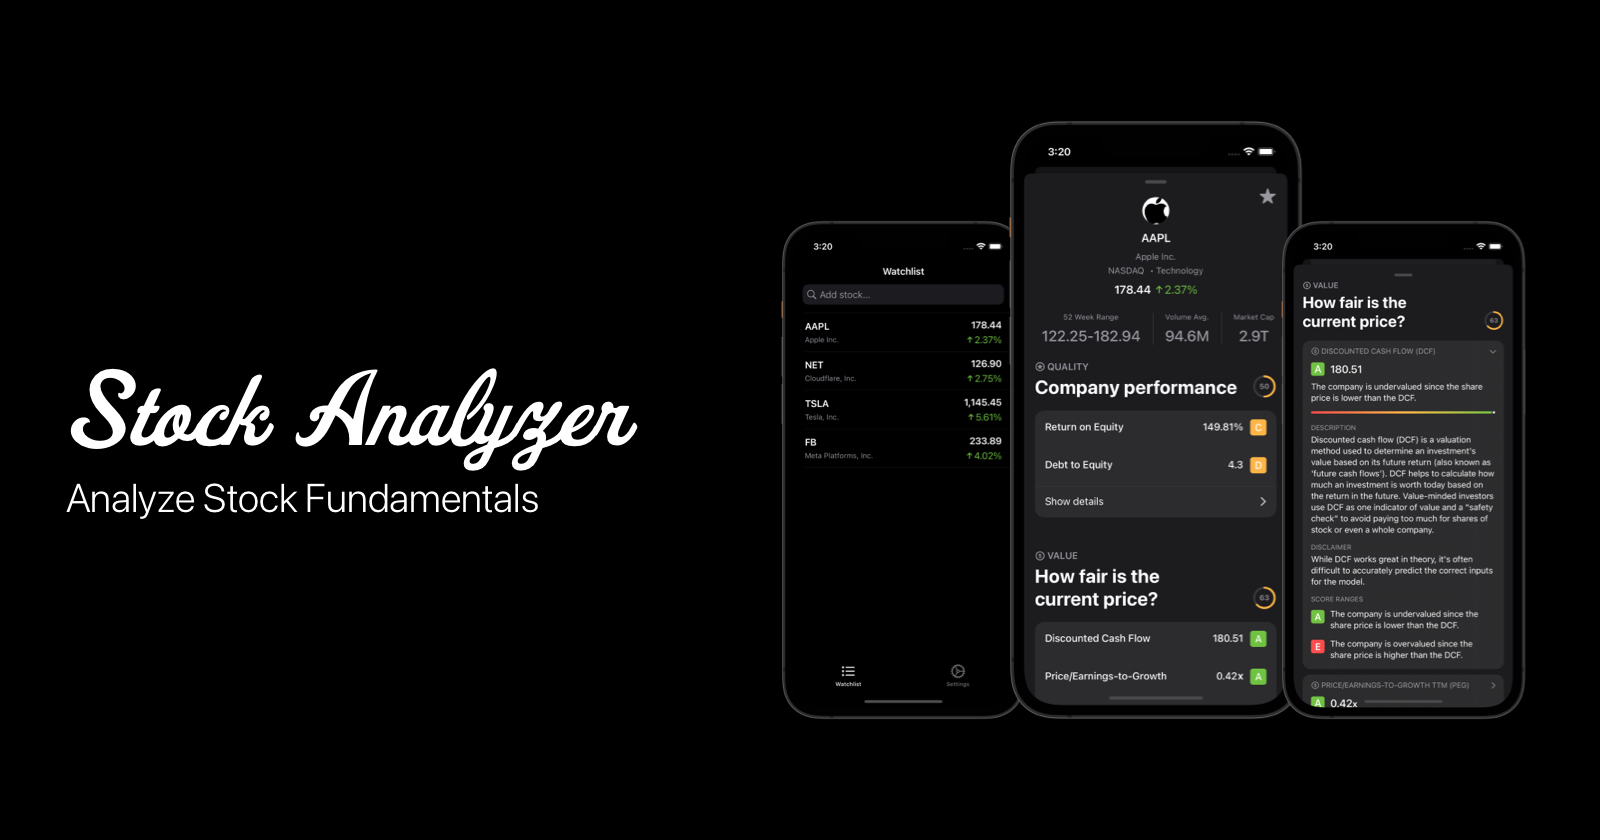 Stock Analyzer
Analyze Stock Fundamentals
3:20
Watchlist
Add stock...
AAPL 178.44
Apple Inc. ↑2.37%
NET 126.90
Cloudflare, Inc. ↑2.75%
TSLA 1,145.45
Tesla, Inc. ↑5.61%
FB 233.89
Meta Platforms, Inc. ↑4.02%
Watchlist Settings
3:20
AAPL
Apple Inc.
NASDAQ • Technology
178.44 ↑2.37%
52 Week Range Volume Avg. Market Cap
122.25-182.94 94.6M 2.9T
QUALITY
Company performance 50
Return on Equity 149.81% C
Debt to Equity 4.3 D
Show details
VALUE
How fair is the
current price? 63
Discounted Cash Flow 180.51 A
Price/Earnings-to-Growth 0.42x A
3:20
VALUE
How fair is the
current price? 63
DISCOUNTED CASH FLOW (DCF)
A 180.51
The company is undervalued since the share
price is lower than the DCF.
DESCRIPTION
Discounted cash flow (DCF) is a valuation
method used to determine an investment's
value based on its future return (also known as
'future cash flows'). DCF helps to calculate how
much an investment is worth today based on
the return in the future. Value-minded investors
use DCF as one indicator of value and a "safety
check" to avoid paying too much for shares of
stock or even a whole company.
DISCLAIMER
While DCF works great in theory, it's often
difficult to accurately predict the correct inputs
for the model.
SCORE RANGES
A The company is undervalued since the
share price is lower than the DCF.
E The company is overvalued since the
share price is higher than the DCF.
PRICE/EARNINGS-TO-GROWTH TTM (PEG)
A 0.42x